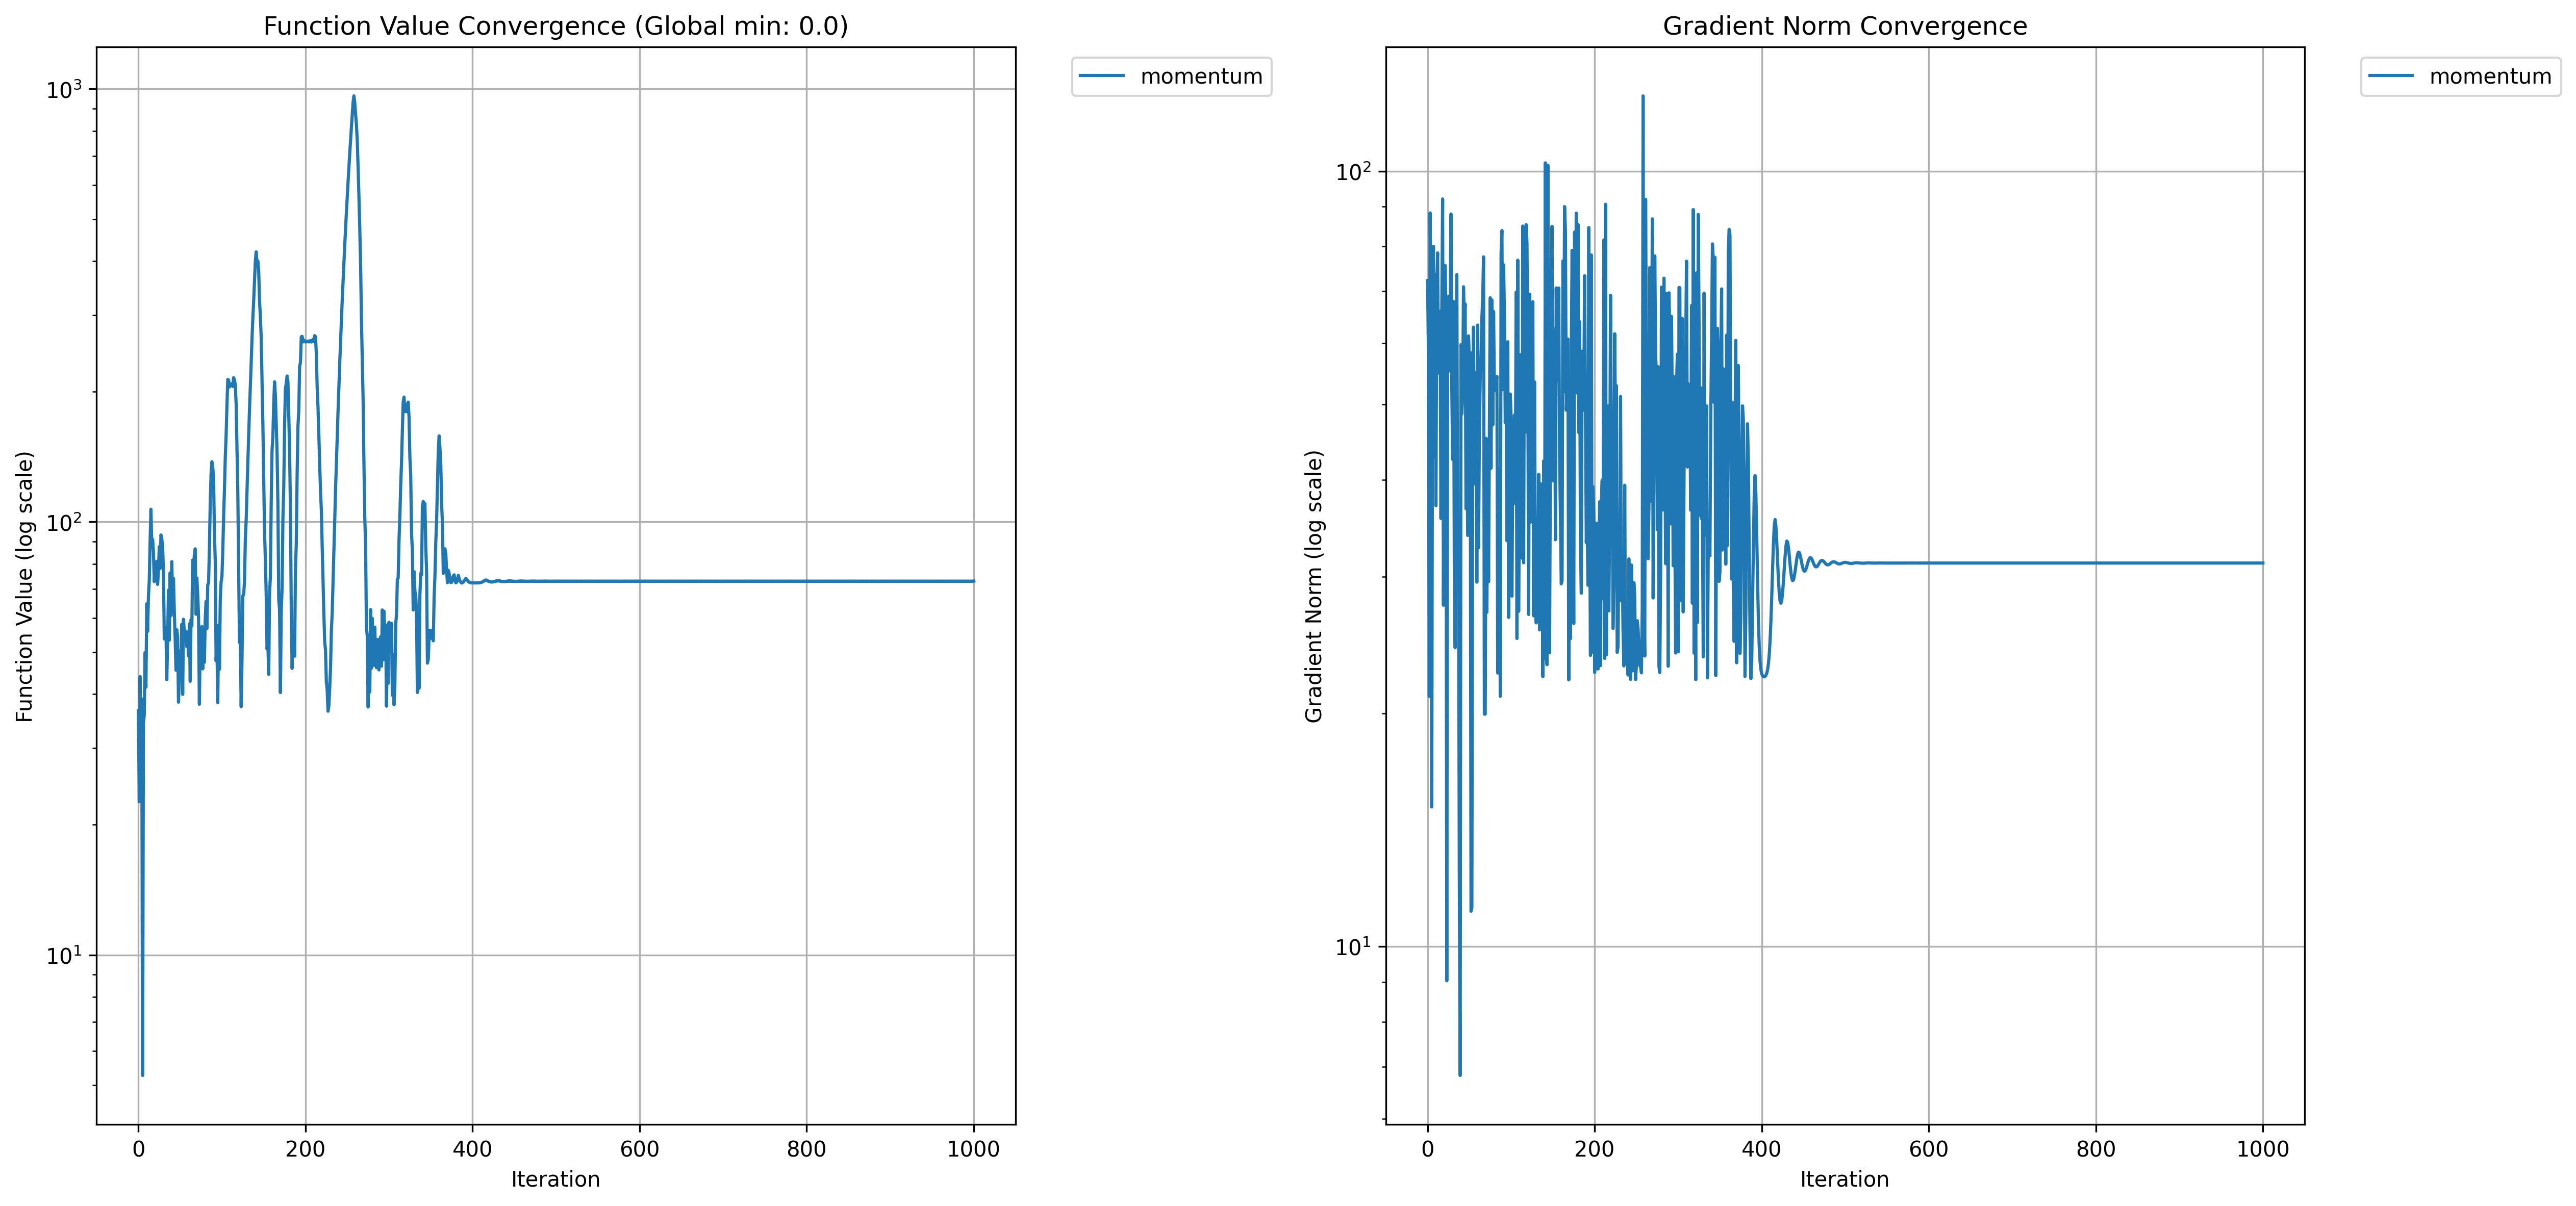 Function Value Convergence (Global min: 0.0)
momentum
10³
10²
10¹
Function Value (log scale)
0 200 400 600 800 1000
Iteration
Gradient Norm Convergence
momentum
10²
10¹
Gradient Norm (log scale)
0 200 400 600 800 1000
Iteration